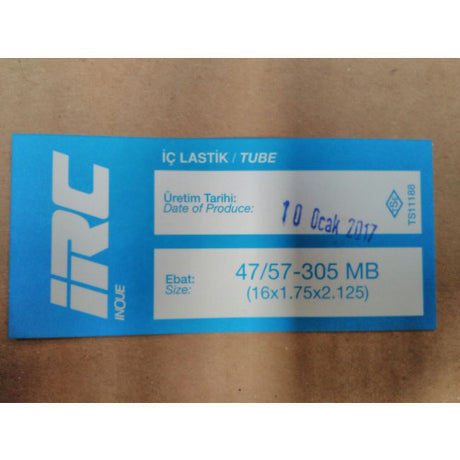 iRC
INOUE
İÇ LASTİK / TUBE
Üretim Tarihi:
Date of Produce:
10 Ocak 2017
TS11188
Ebat:
Size:
47/57-305 MB
(16x1.75x2.125)